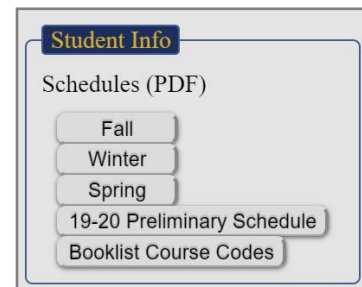 Student Info
Schedules (PDF)
Fall
Winter
Spring
19-20 Preliminary Schedule
Booklist Course Codes